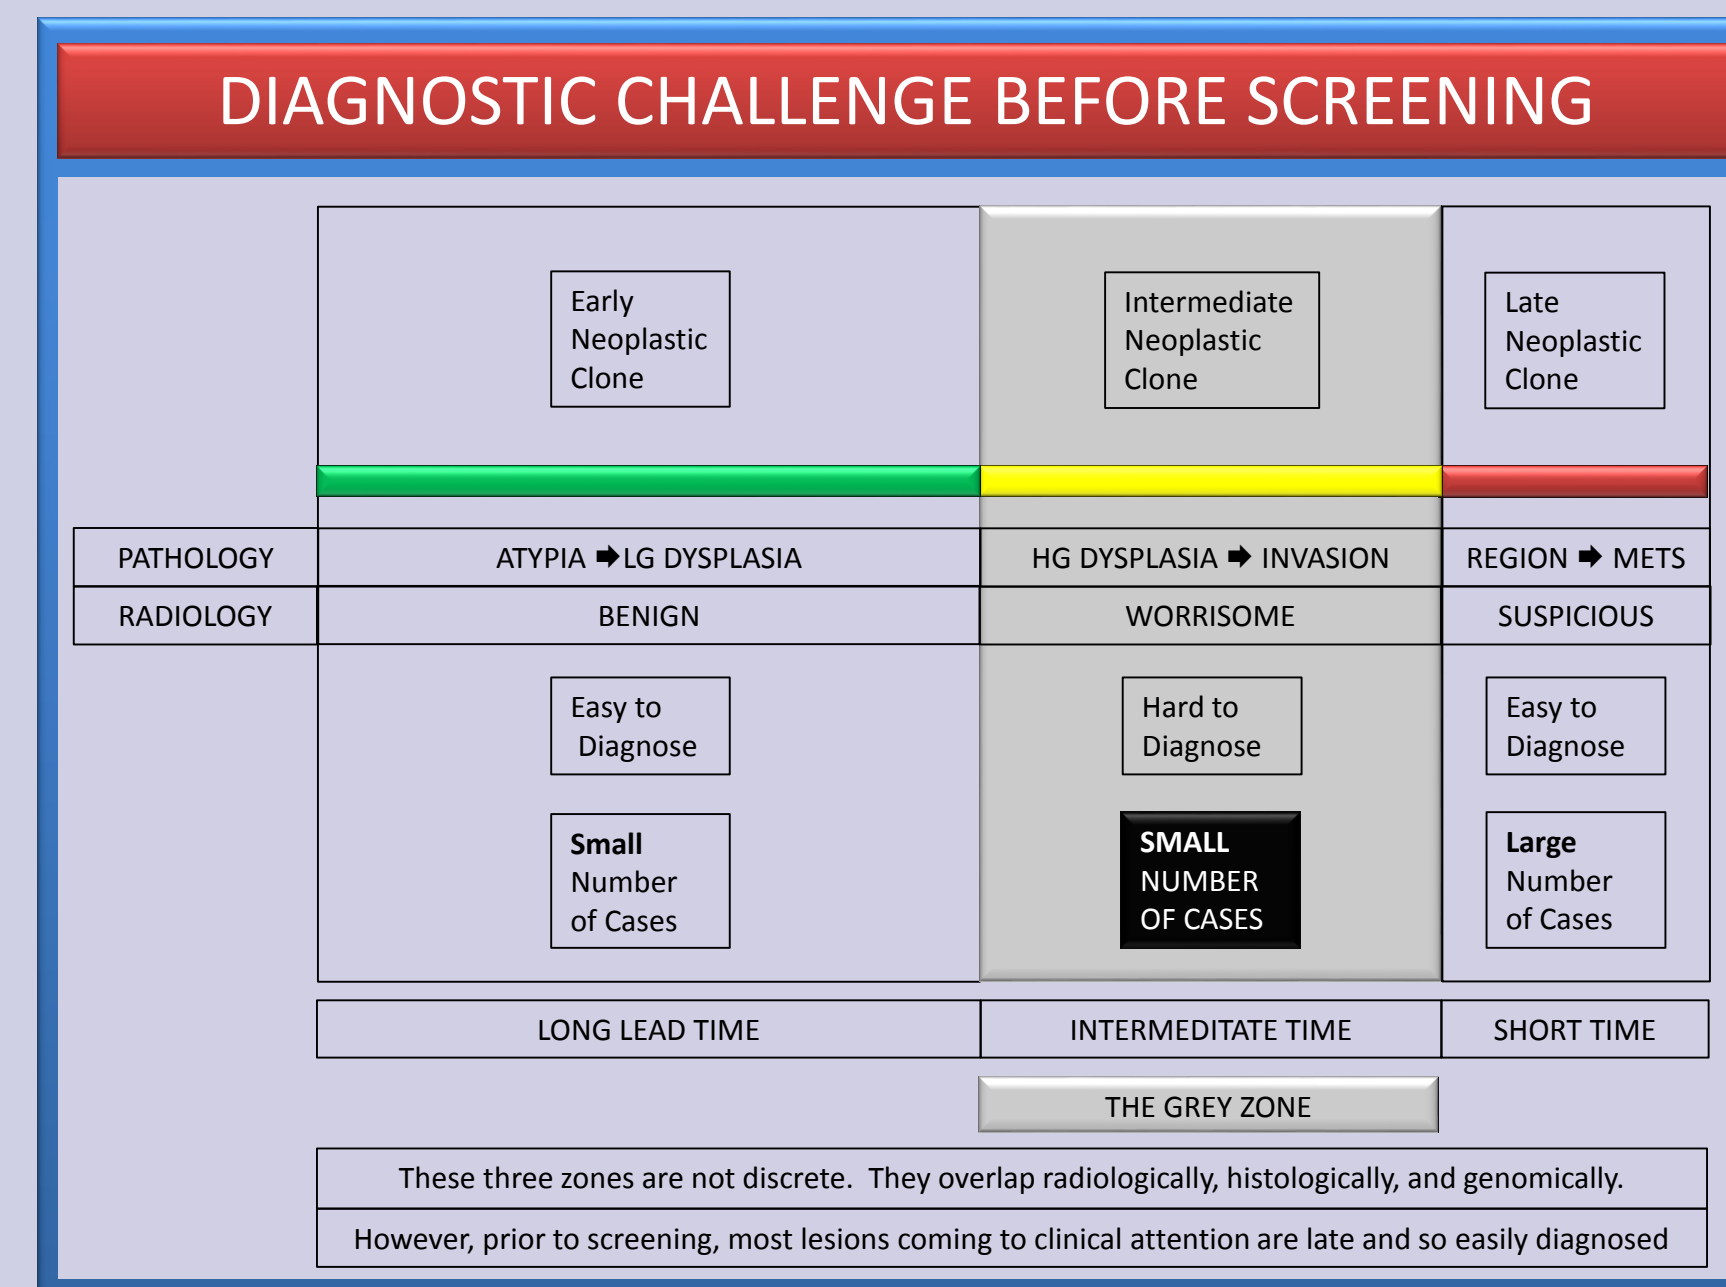 DIAGNOSTIC CHALLENGE BEFORE SCREENING
Early
Neoplastic
Clone
Intermediate
Neoplastic
Clone
Late
Neoplastic
Clone
PATHOLOGY
ATYPIA 🡆 LG DYSPLASIA
HG DYSPLASIA 🡆 INVASION
REGION 🡆 METS
RADIOLOGY
BENIGN
WORRISOME
SUSPICIOUS
Easy to
Diagnose
Hard to
Diagnose
Easy to
Diagnose
Small
Number
of Cases
SMALL
NUMBER
OF CASES
Large
Number
of Cases
LONG LEAD TIME
INTERMEDITATE TIME
SHORT TIME
THE GREY ZONE
These three zones are not discrete. They overlap radiologically, histologically, and genomically.
However, prior to screening, most lesions coming to clinical attention are late and so easily diagnosed